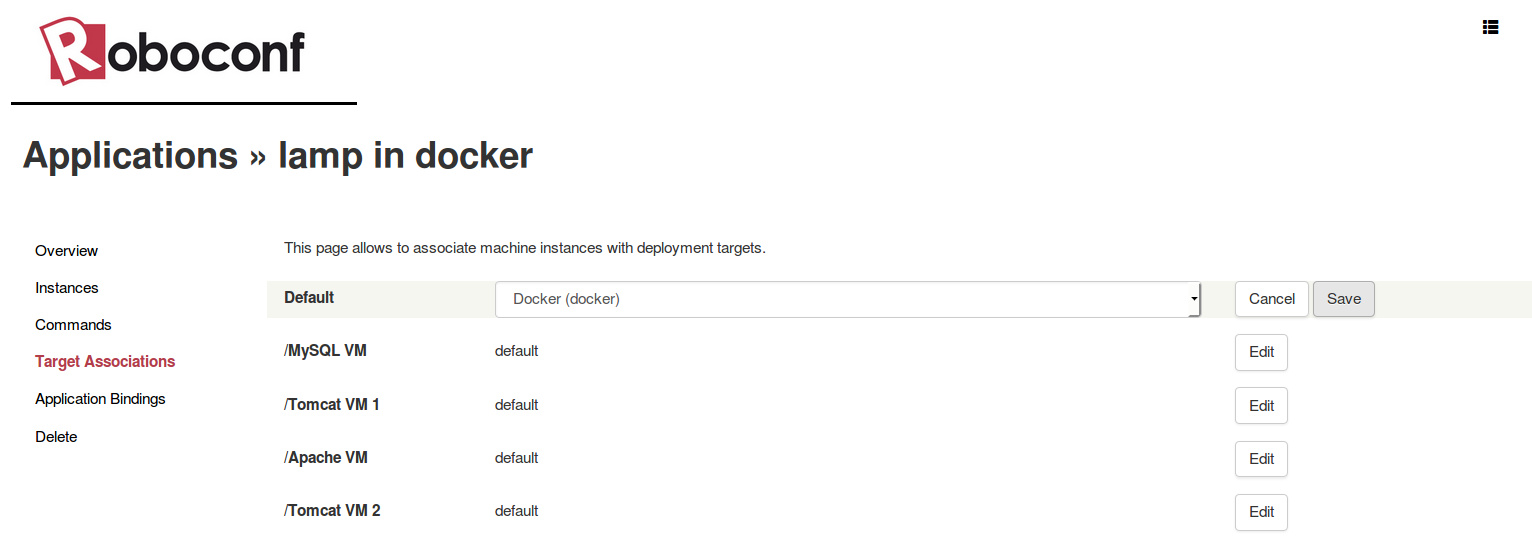 Roboconf
Applications » lamp in docker
Overview
Instances
Commands
Target Associations
Application Bindings
Delete
This page allows to associate machine instances with deployment targets.
Default Docker (docker) Cancel Save
/MySQL VM default Edit
/Tomcat VM 1 default Edit
/Apache VM default Edit
/Tomcat VM 2 default Edit